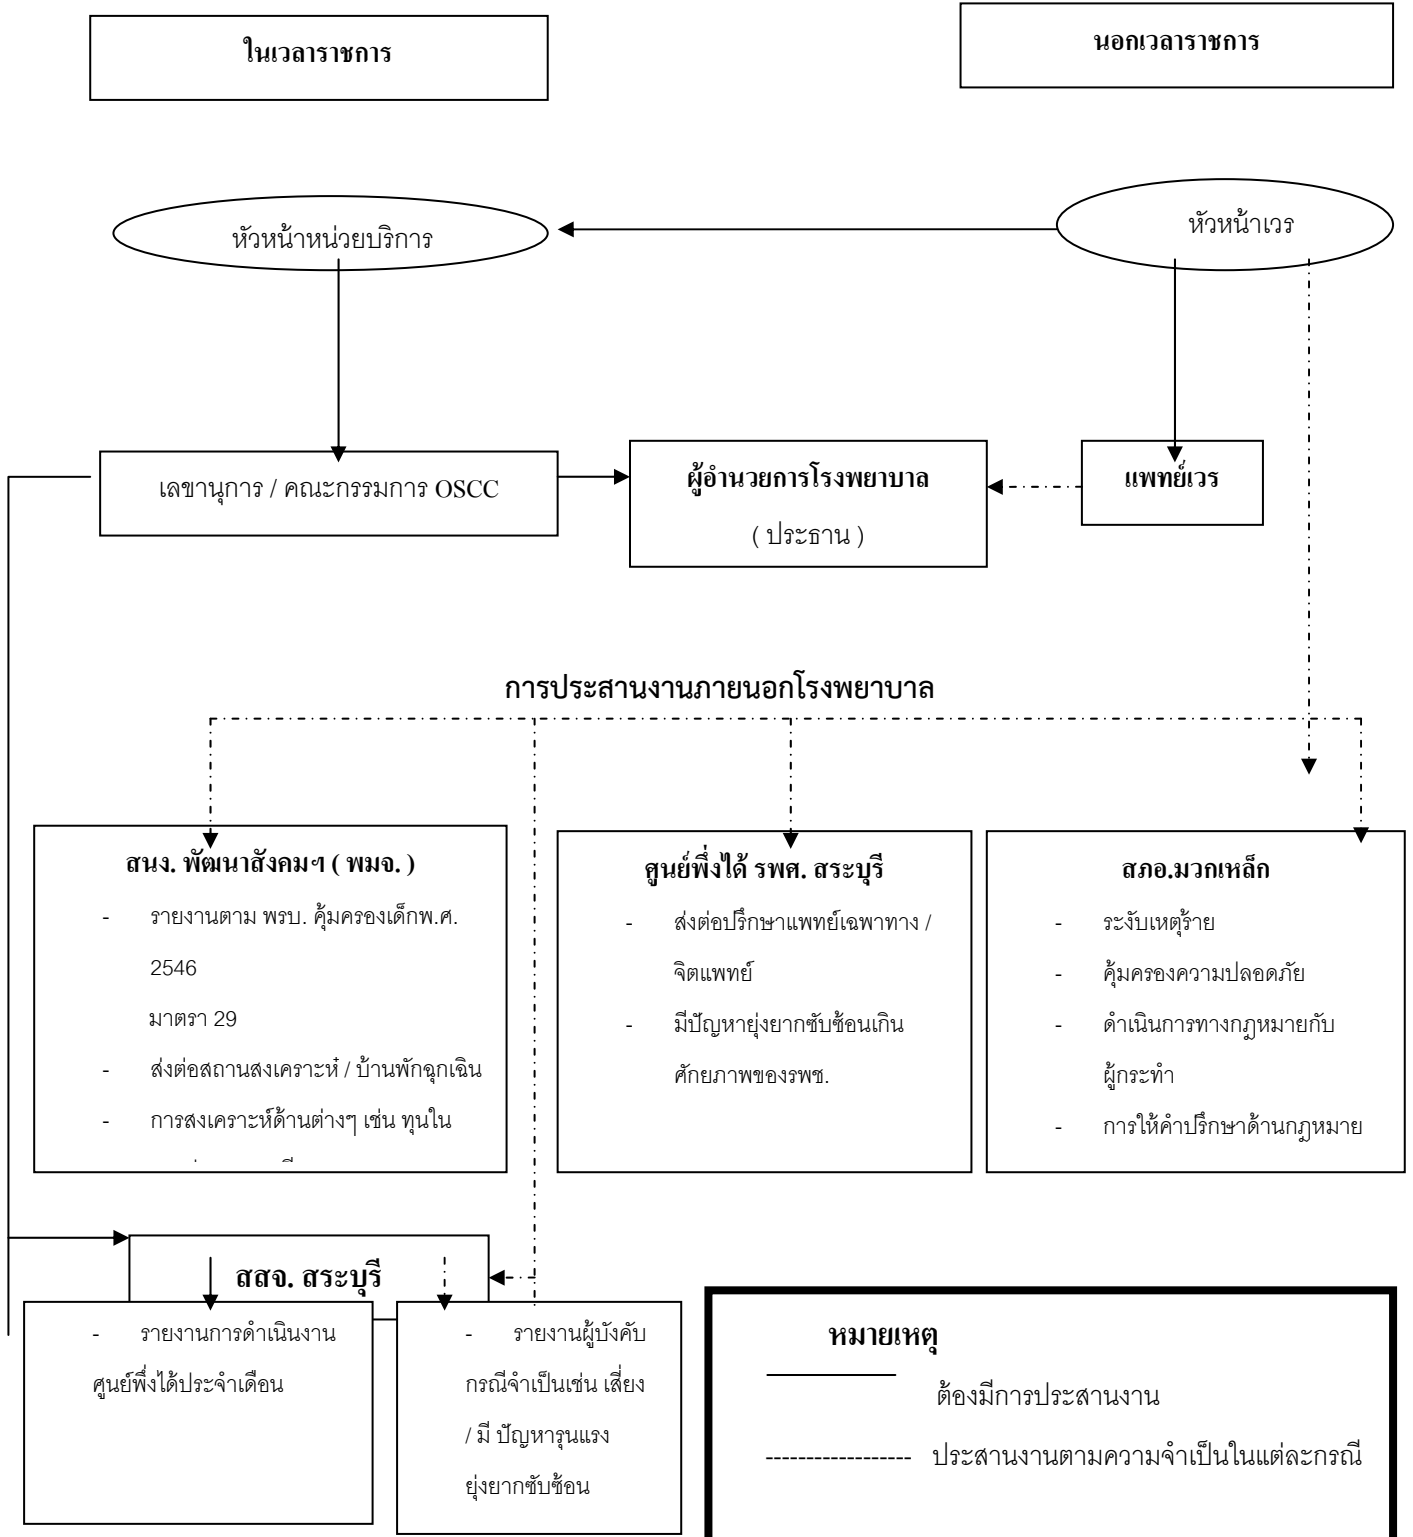 ในเวลาราชการ
นอกเวลาราชการ
หัวหน้าหน่วยบริการ
หัวหน้าเวร
เลขานุการ / คณะกรรมการ OSCC
ผู้อำนวยการโรงพยาบาล
( ประธาน )
แพทย์เวร
การประสานงานภายนอกโรงพยาบาล
สนง. พัฒนาสังคมฯ ( พมจ. )
- รายงานตาม พรบ. คุ้มครองเด็กพ.ศ.
2546
มาตรา 29
- ส่งต่อสถานสงเคราะห์ / บ้านพักฉุกเฉิน
- การสงเคราะห์ด้านต่างๆ เช่น ทุนใน
ศูนย์พึ่งได้ รพศ. สระบุรี
- ส่งต่อปรึกษาแพทย์เฉพาทาง /
จิตแพทย์
- มีปัญหายุ่งยากซับซ้อนเกิน
ศักยภาพของรพช.
สภอ.มวกเหล็ก
- ระงับเหตุร้าย
- คุ้มครองความปลอดภัย
- ดำเนินการทางกฎหมายกับ
ผู้กระทำ
- การให้คำปรึกษาด้านกฎหมาย
สสจ. สระบุรี
- รายงานการดำเนินงาน
ศูนย์พึ่งได้ประจำเดือน
- รายงานผู้บังคับ
กรณีจำเป็นเช่น เสี่ยง
/ มี ปัญหารุนแรง
ยุ่งยากซับซ้อน
หมายเหตุ
ต้องมีการประสานงาน
ประสานงานตามความจำเป็นในแต่ละกรณี